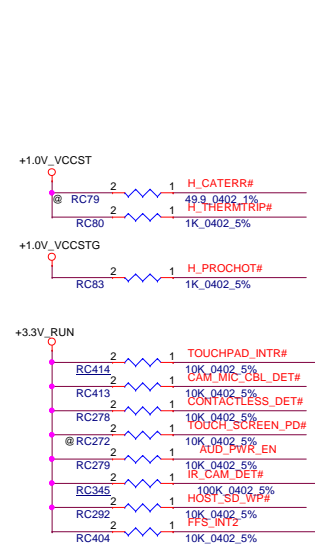 +1.0V_VCCST
2 1 H_CATERR#
@ RC79 49.9_0402_1%
2 1 H_THERMTRIP#
RC80 1K_0402_5%
+1.0V_VCCSTG
2 1 H_PROCHOT#
RC83 1K_0402_5%
+3.3V_RUN
2 1 TOUCHPAD_INTR#
RC414 10K_0402_5%
2 1 CAM_MIC_CBL_DET#
RC413 10K_0402_5%
2 1 CONTACTLESS_DET#
RC278 10K_0402_5%
2 1 TOUCH_SCREEN_PD#
@ RC272 10K_0402_5%
2 1 AUD_PWR_EN
RC279 10K_0402_5%
2 1 IR_CAM_DET#
RC345 100K_0402_5%
2 1 HOST_SD_WP#
RC292 10K_0402_5%
2 1 FFS_INT2
RC404 10K_0402_5%